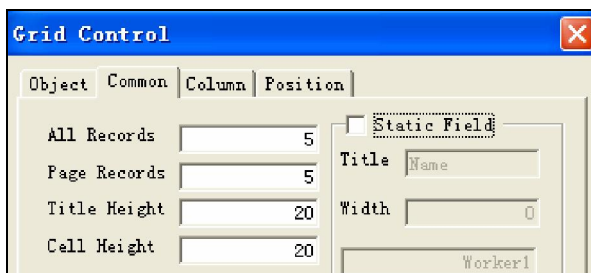 Grid Control
Object Common Column Position
All Records 5
Page Records 5
Title Height 20
Cell Height 20
Static Field
Title Name
Width 0
Worker1